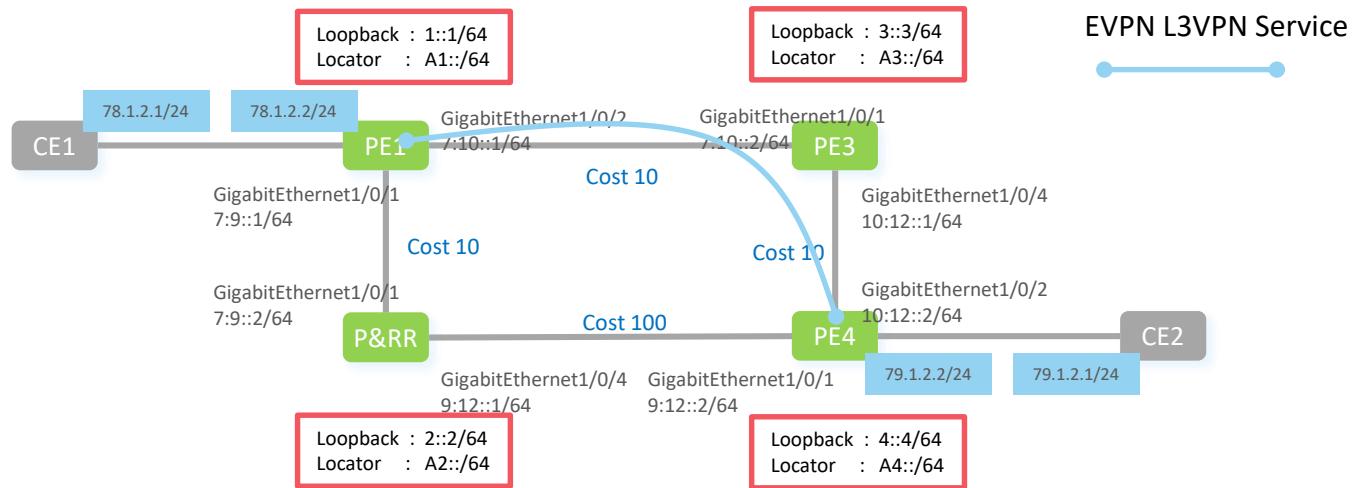 Loopback : 1::1/64
Locator : A1::/64
Loopback : 3::3/64
Locator : A3::/64
EVPN L3VPN Service
78.1.2.1/24
78.1.2.2/24
GigabitEthernet1/0/2
7:10::1/64
GigabitEthernet1/0/1
7:10::2/64
CE1
PE1
PE3
Cost 10
GigabitEthernet1/0/1
7:9::1/64
GigabitEthernet1/0/4
10:12::1/64
Cost 10
Cost 10
GigabitEthernet1/0/1
7:9::2/64
GigabitEthernet1/0/2
10:12::2/64
P&RR
Cost 100
PE4
CE2
GigabitEthernet1/0/4
9:12::1/64
GigabitEthernet1/0/1
9:12::2/64
79.1.2.2/24
79.1.2.1/24
Loopback : 2::2/64
Locator : A2::/64
Loopback : 4::4/64
Locator : A4::/64